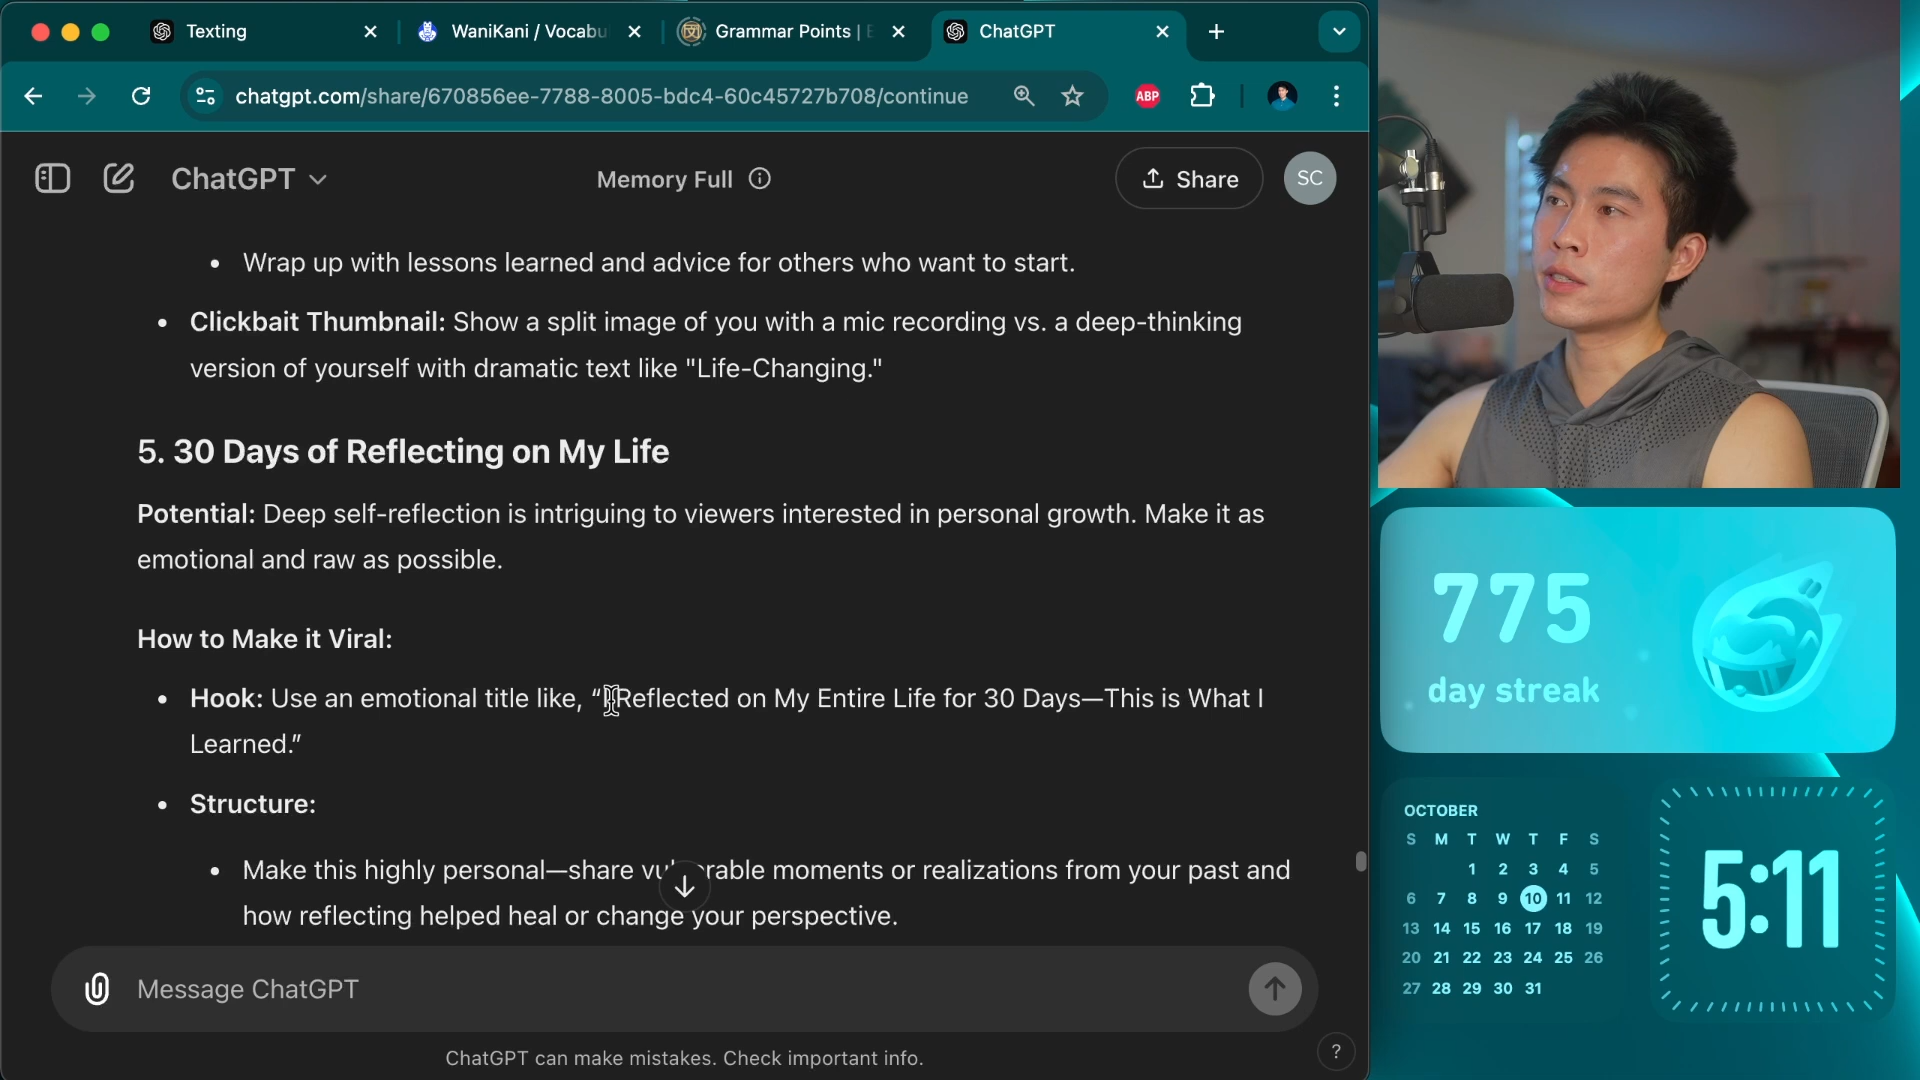 Texting
WaniKani / Vocabu
Grammar Points |
ChatGPT
chatgpt.com/share/670856ee-7788-8005-bdc4-60c45727b708/continue
ABP
ChatGPT
Memory Full
Share
SC
Wrap up with lessons learned and advice for others who want to start.
Clickbait Thumbnail: Show a split image of you with a mic recording vs. a deep-thinking
version of yourself with dramatic text like "Life-Changing."
5. 30 Days of Reflecting on My Life
Potential: Deep self-reflection is intriguing to viewers interested in personal growth. Make it as
emotional and raw as possible.
How to Make it Viral:
Hook: Use an emotional title like, “I Reflected on My Entire Life for 30 Days—This is What I
Learned.”
Structure:
Make this highly personal—share vulnerable moments or realizations from your past and
how reflecting helped heal or change your perspective.
Message ChatGPT
ChatGPT can make mistakes. Check important info.
?
775
day streak
OCTOBER
S M T W T F S
1 2 3 4 5
6 7 8 9 10 11 12
13 14 15 16 17 18 19
20 21 22 23 24 25 26
27 28 29 30 31
5:11